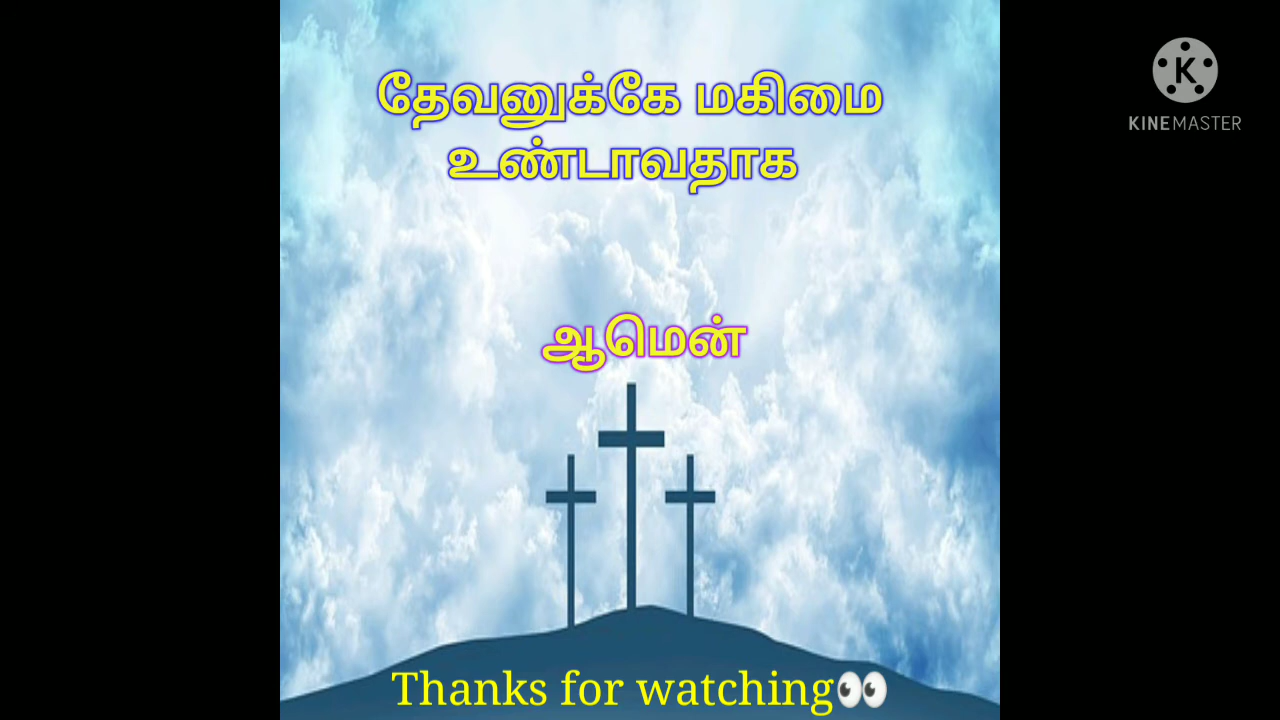 தேவனுக்கே மகிமை
உண்டாவதாக
ஆமென்
Thanks for watching👀
K
KINEMASTER